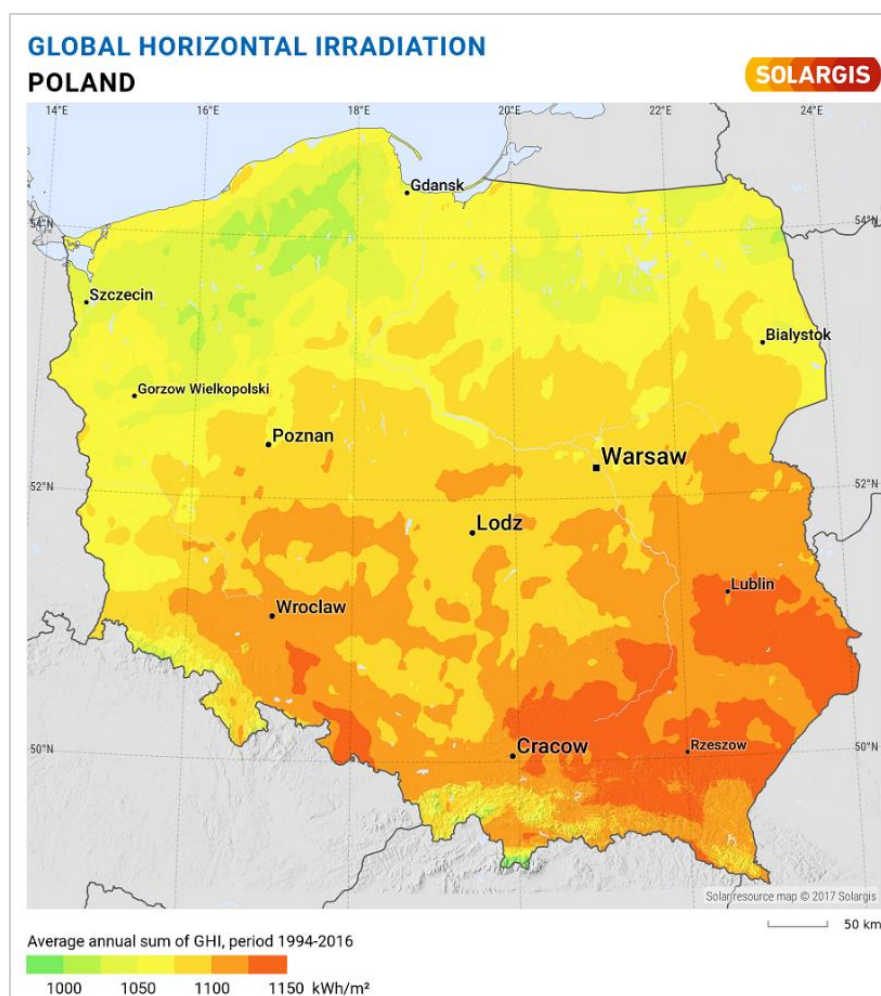 GLOBAL HORIZONTAL IRRADIATION
POLAND
SOLARGIS
14°E 16°E 18°E 20°E 22°E 24°E
Gdansk
54°N 54°N
Szczecin
Bialystok
Gorzow Wielkopolski
Poznan
Warsaw
52°N 52°N
Lodz
Lublin
Wroclaw
Cracow
Rzeszow
50°N 50°N
Solar resource map © 2017 Solargis
50 km
Average annual sum of GHI, period 1994-2016
1000 1050 1100 1150 kWh/m²